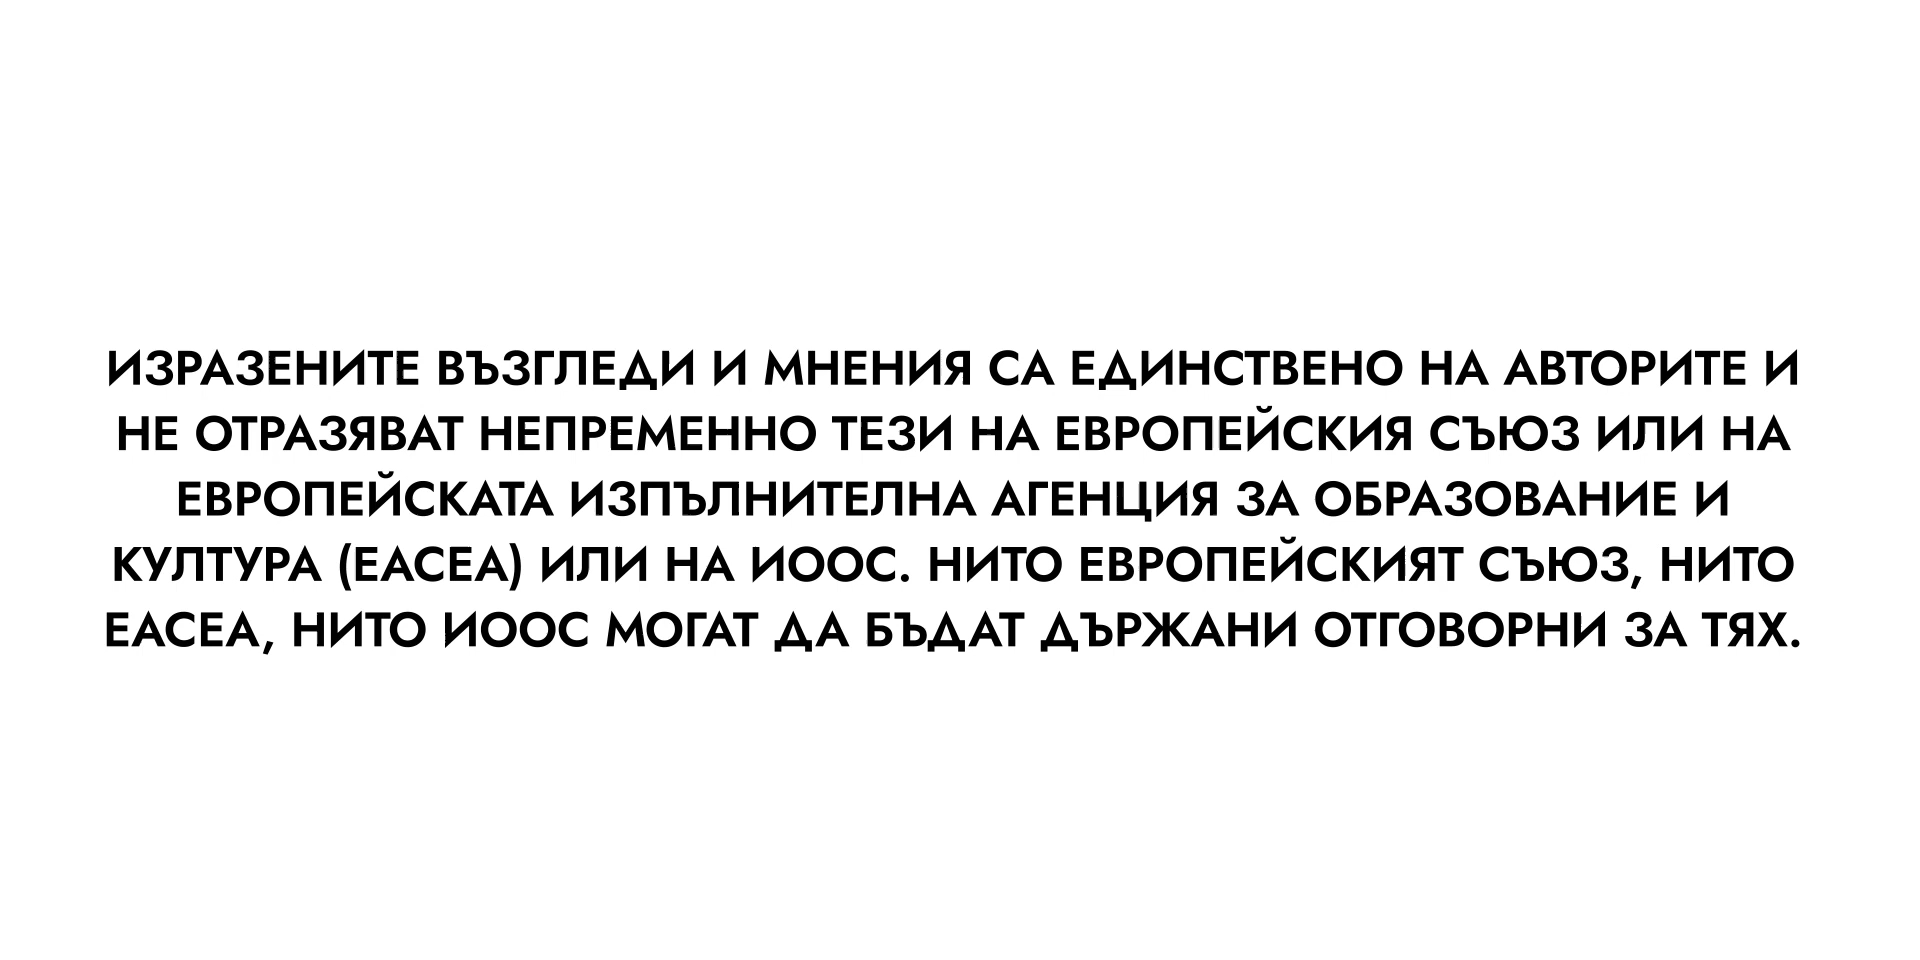 ИЗРАЗЕНИТЕ ВЪЗГЛЕДИ И МНЕНИЯ СА ЕДИНСТВЕНО НА АВТОРИТЕ И
НЕ ОТРАЗЯВАТ НЕПРЕМЕННО ТЕЗИ НА ЕВРОПЕЙСКИЯ СЪЮЗ ИЛИ НА
ЕВРОПЕЙСКАТА ИЗПЪЛНИТЕЛНА АГЕНЦИЯ ЗА ОБРАЗОВАНИЕ И
КУЛТУРА (EACEA) ИЛИ НА ИООС. НИТО ЕВРОПЕЙСКИЯТ СЪЮЗ, НИТО
EACEA, НИТО ИООС МОГАТ ДА БЪДАТ ДЪРЖАНИ ОТГОВОРНИ ЗА ТЯХ.